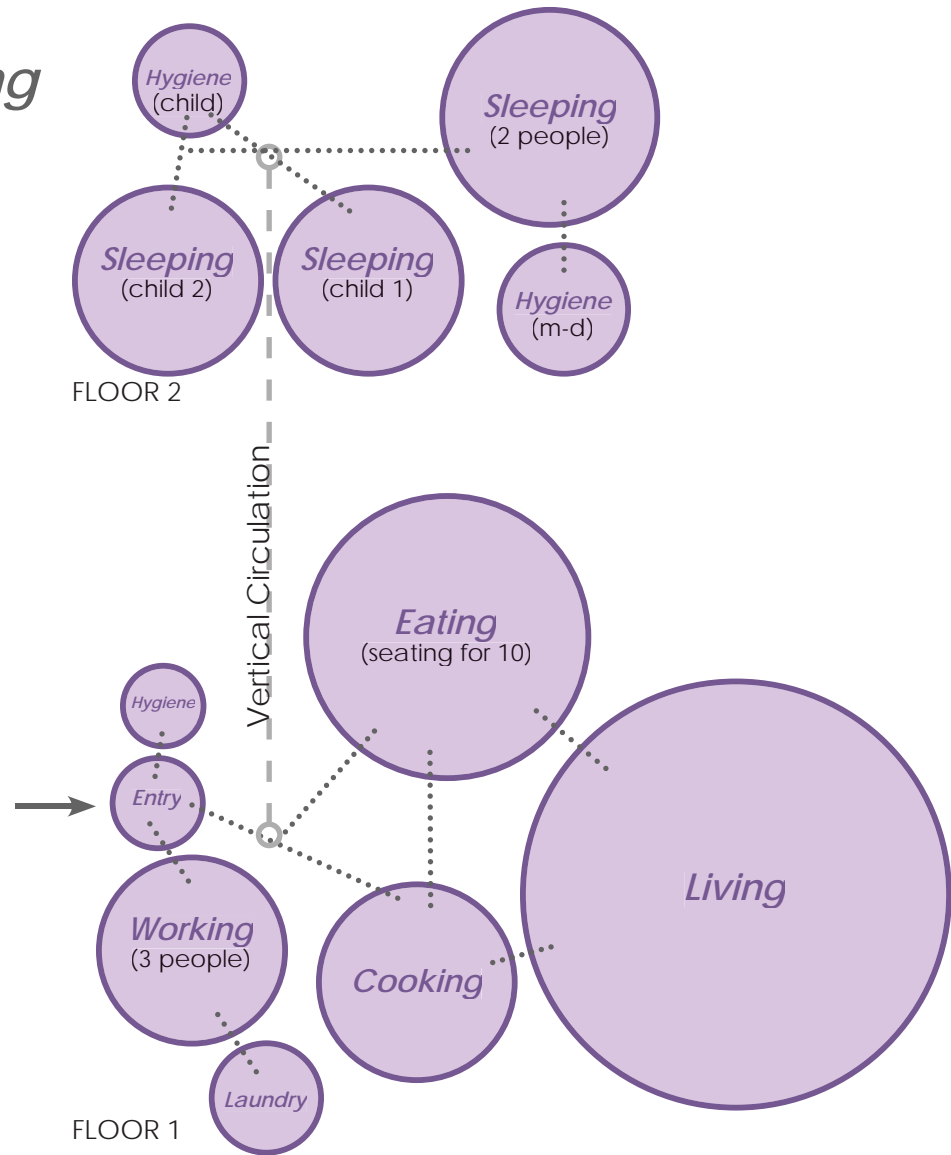 ng
Hygiene
(child)
Sleeping
(2 people)
Sleeping
(child 2)
Sleeping
(child 1)
Hygiene
(m-d)
FLOOR 2
Vertical Circulation
Eating
(seating for 10)
Hygiene
Entry
Living
Working
(3 people)
Cooking
Laundry
FLOOR 1